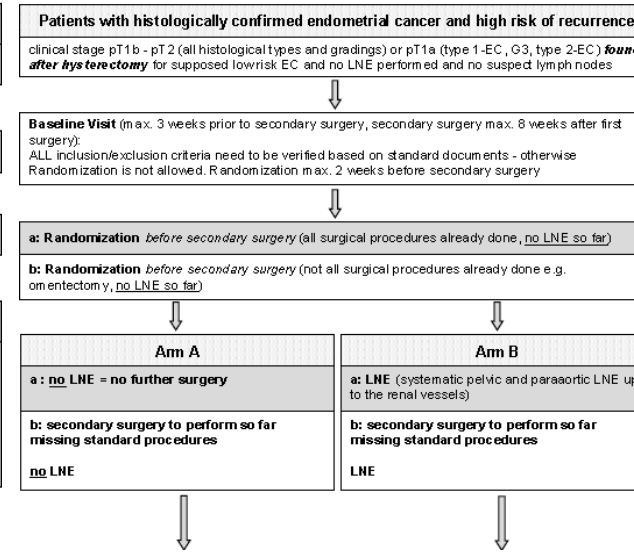 Patients with histologically confirmed endometrial cancer and high risk of recurrence
clinical stage pT1b - pT2 (all histological types and gradings) or pT1a (type 1-EC, G3, type 2-EC) foun
after hysterectomy for supposed low risk EC and no LNE performed and no suspect lymph nodes
Baseline Visit (max. 3 weeks prior to secondary surgery, secondary surgery max. 8 weeks after first
surgery):
ALL inclusion/exclusion criteria need to be verified based on standard documents - otherwise
Randomization is not allowed. Randomization max. 2 weeks before secondary surgery
a: Randomization before secondary surgery (all surgical procedures already done, no LNE so far)
b: Randomization before secondary surgery (not all surgical procedures already done e.g.
omentectomy, no LNE so far)
Arm A
a : no LNE = no further surgery
b: secondary surgery to perform so far
missing standard procedures
no LNE
Arm B
a: LNE (systematic pelvic and paraaortic LNE up
to the renal vessels)
b: secondary surgery to perform so far
missing standard procedures
LNE